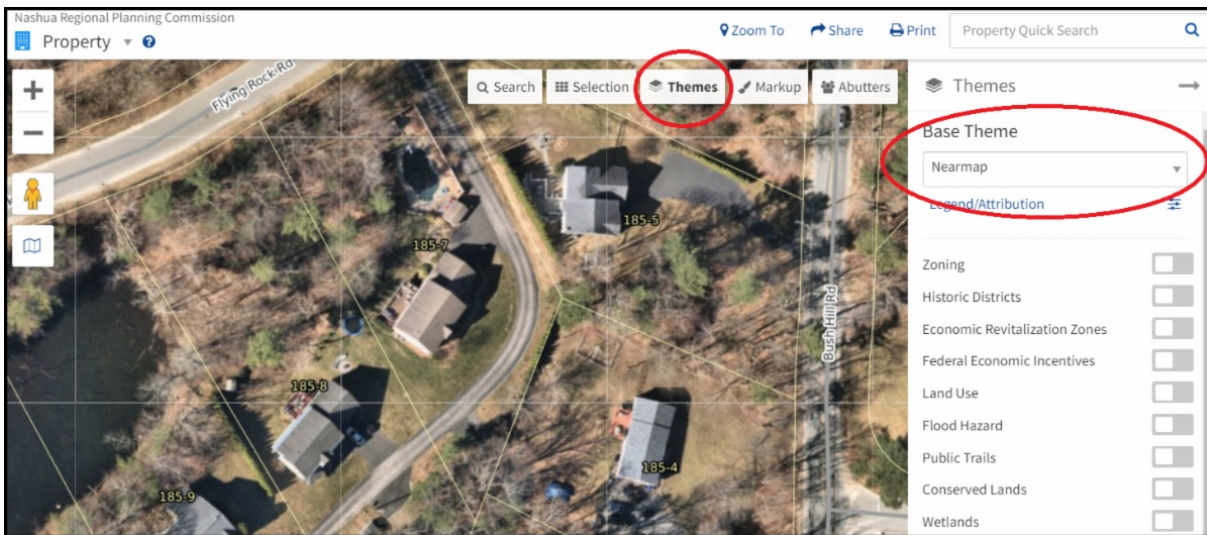 Nashua Regional Planning Commission
Property
Zoom To
Share
Print
Property Quick Search
Search
Selection
Themes
Markup
Abutters
Themes
Base Theme
Nearmap
Legend/Attribution
Zoning
Historic Districts
Economic Revitalization Zones
Federal Economic Incentives
Land Use
Flood Hazard
Public Trails
Conserved Lands
Wetlands
Flying Rock Rd
185-5
185-7
Bush Hill Rd
185-8
185-4
185-9